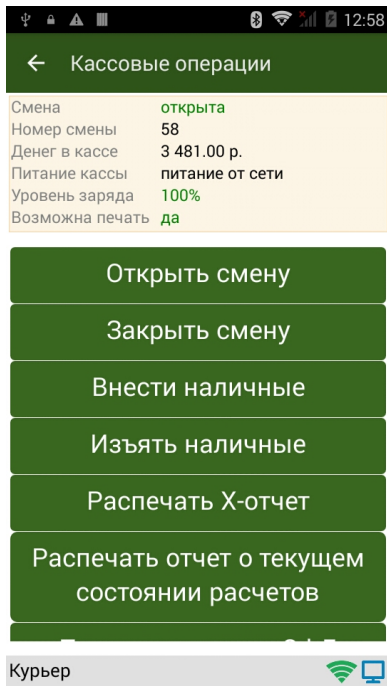 12:58
Кассовые операции
Смена открыта
Номер смены 58
Денег в кассе 3 481.00 р.
Питание кассы питание от сети
Уровень заряда 100%
Возможна печать да
Открыть смену
Закрыть смену
Внести наличные
Изъять наличные
Распечать X-отчет
Распечать отчет о текущем
состоянии расчетов
Курьер